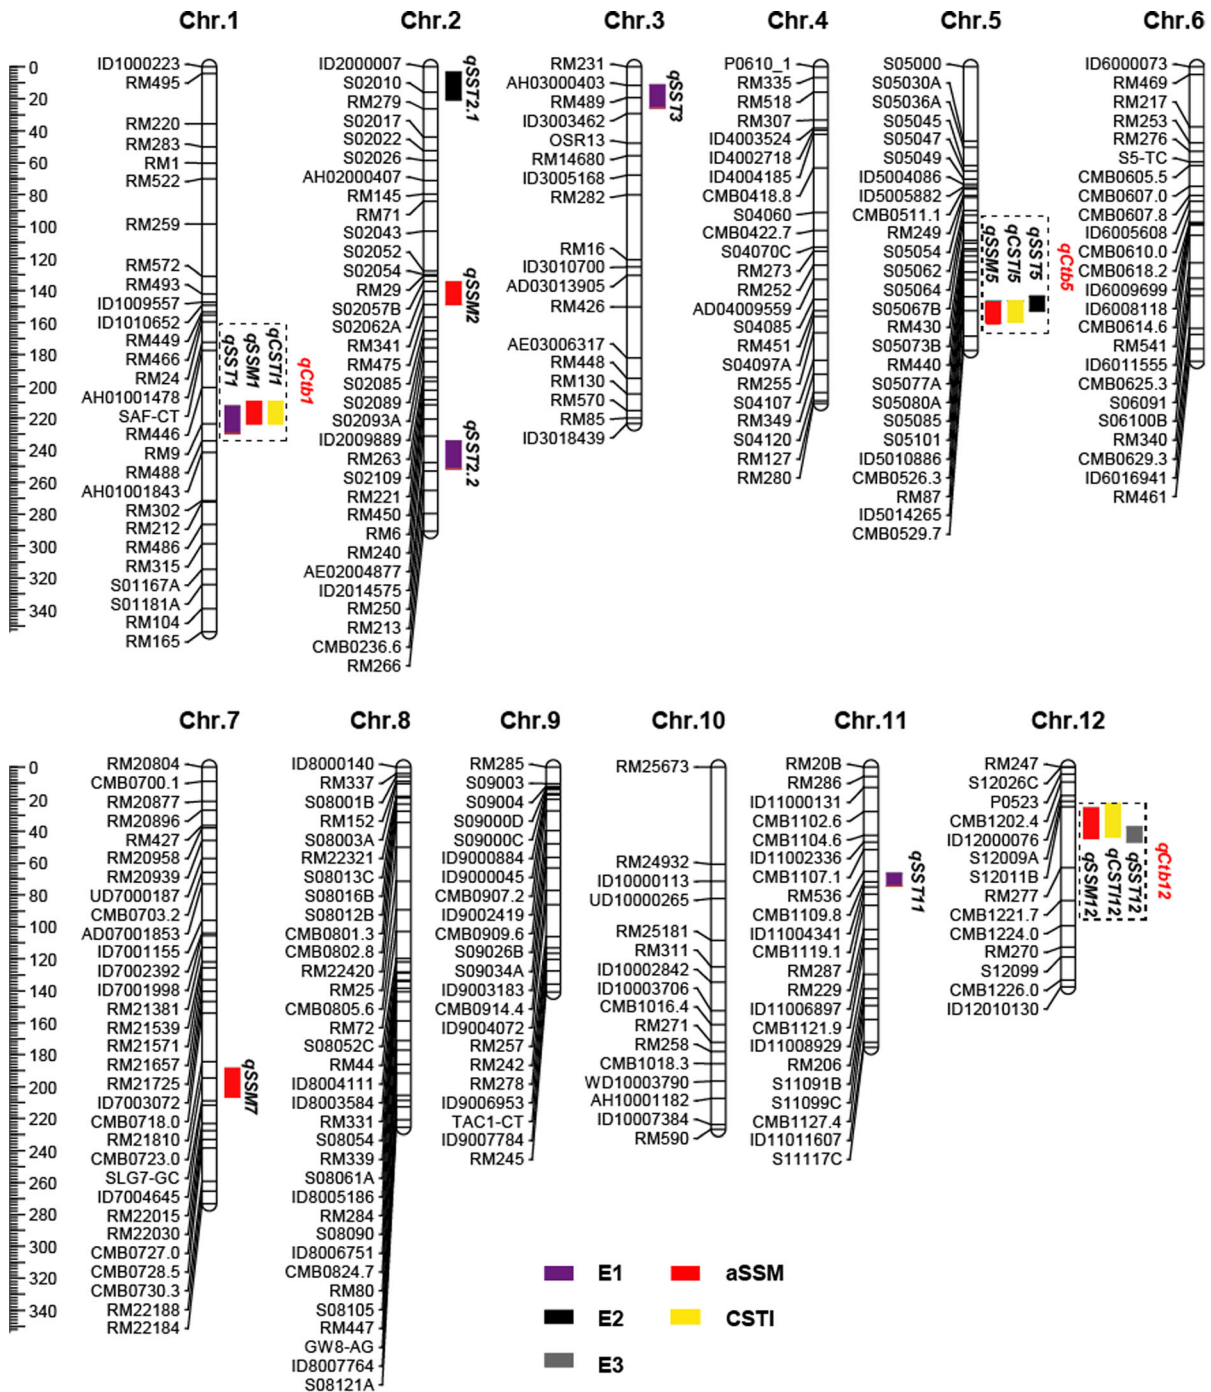 Chr.1
Chr.2
Chr.3
Chr.4
Chr.5
Chr.6
0
20
40
60
80
100
120
140
160
180
200
220
240
260
280
300
320
340
ID1000223
RM495
RM220
RM283
RM1
RM522
RM259
RM572
RM493
ID1009557
ID1010652
RM449
RM466
RM24
AH01001478
SAF-CT
RM446
RM9
RM488
AH01001843
RM302
RM212
RM486
RM315
S01167A
S01181A
RM104
RM165
qSST1
qSSM1
qCSTI1
qCtb1
ID2000007
S02010
RM279
S02017
S02022
S02026
AH02000407
RM145
RM71
S02043
S02052
S02054
RM29
S02057B
S02062A
RM341
RM475
S02085
S02089
S02093A
ID2009889
RM263
S02109
RM221
RM450
RM6
RM240
AE02004877
ID2014575
RM250
RM213
CMB0236.6
RM266
qSST2.1
qSSM2
qSST2.2
RM231
AH03000403
RM489
ID3003462
OSR13
RM14680
ID3005168
RM282
RM16
ID3010700
AD03013905
RM426
AE03006317
RM448
RM130
RM570
RM85
ID3018439
qSST3
P0610_1
RM335
RM518
RM307
ID4003524
ID4002718
ID4004185
CMB0418.8
S04060
CMB0422.7
S04070C
RM273
RM252
AD04009559
S04085
RM451
S04097A
RM255
S04107
RM349
S04120
RM127
RM280
S05000
S05030A
S05036A
S05045
S05047
S05049
ID5004086
ID5005882
CMB0511.1
RM249
S05054
S05062
S05064
S05067B
RM430
S05073B
RM440
S05077A
S05080A
S05085
S05101
ID5010886
CMB0526.3
RM87
ID5014265
CMB0529.7
qSSM5
qCSTI5
qSST5
qCtb5
ID6000073
RM469
RM217
RM253
RM276
S5-TC
CMB0605.5
CMB0607.0
CMB0607.8
ID6005608
CMB0610.0
CMB0618.2
ID6009699
ID6008118
CMB0614.6
RM541
ID6011555
CMB0625.3
S06091
S06100B
RM340
CMB0629.3
ID6016941
RM461
Chr.7
Chr.8
Chr.9
Chr.10
Chr.11
Chr.12
0
20
40
60
80
100
120
140
160
180
200
220
240
260
280
300
320
340
RM20804
CMB0700.1
RM20877
RM20896
RM427
RM20958
RM20939
UD7000187
CMB0703.2
AD07001853
ID7001155
ID7002392
ID7001998
RM21381
RM21539
RM21571
RM21657
RM21725
ID7003072
CMB0718.0
RM21810
CMB0723.0
SLG7-GC
ID7004645
RM22015
RM22030
CMB0727.0
CMB0728.5
CMB0730.3
RM22188
RM22184
qSSM7
ID8000140
RM337
S08001B
RM152
S08003A
RM22321
S08013C
S08016B
S08012B
CMB0801.3
CMB0802.8
RM22420
RM25
CMB0805.6
RM72
S08052C
RM44
ID8004111
ID8003584
RM331
S08054
RM339
S08061A
ID8005186
RM284
S08090
ID8006751
CMB0824.7
RM80
S08105
RM447
GW8-AG
ID8007764
S08121A
RM285
S09003
S09004
S09000D
S09000C
ID9000884
ID9000045
CMB0907.2
ID9002419
CMB0909.6
S09026B
S09034A
ID9003183
CMB0914.4
ID9004072
RM257
RM242
RM278
ID9006953
TAC1-CT
ID9007784
RM245
RM25673
RM24932
ID10000113
UD10000265
RM25181
RM311
ID10002842
ID10003706
CMB1016.4
RM271
RM258
CMB1018.3
WD10003790
AH10001182
ID10007384
RM590
RM20B
RM286
ID11000131
CMB1102.6
CMB1104.6
ID11002336
CMB1107.1
RM536
CMB1109.8
ID11004341
CMB1119.1
RM287
RM229
ID11006897
CMB1121.9
ID11008929
RM206
S11091B
S11099C
CMB1127.4
ID11011607
S11117C
qSST11
RM247
S12026C
P0523
CMB1202.4
ID12000076
S12009A
S12011B
RM277
CMB1221.7
CMB1224.0
RM270
S12099
CMB1226.0
ID12010130
qSSM12
qCSTI12
qSST12
qCtb12
E1
aSSM
E2
CSTI
E3